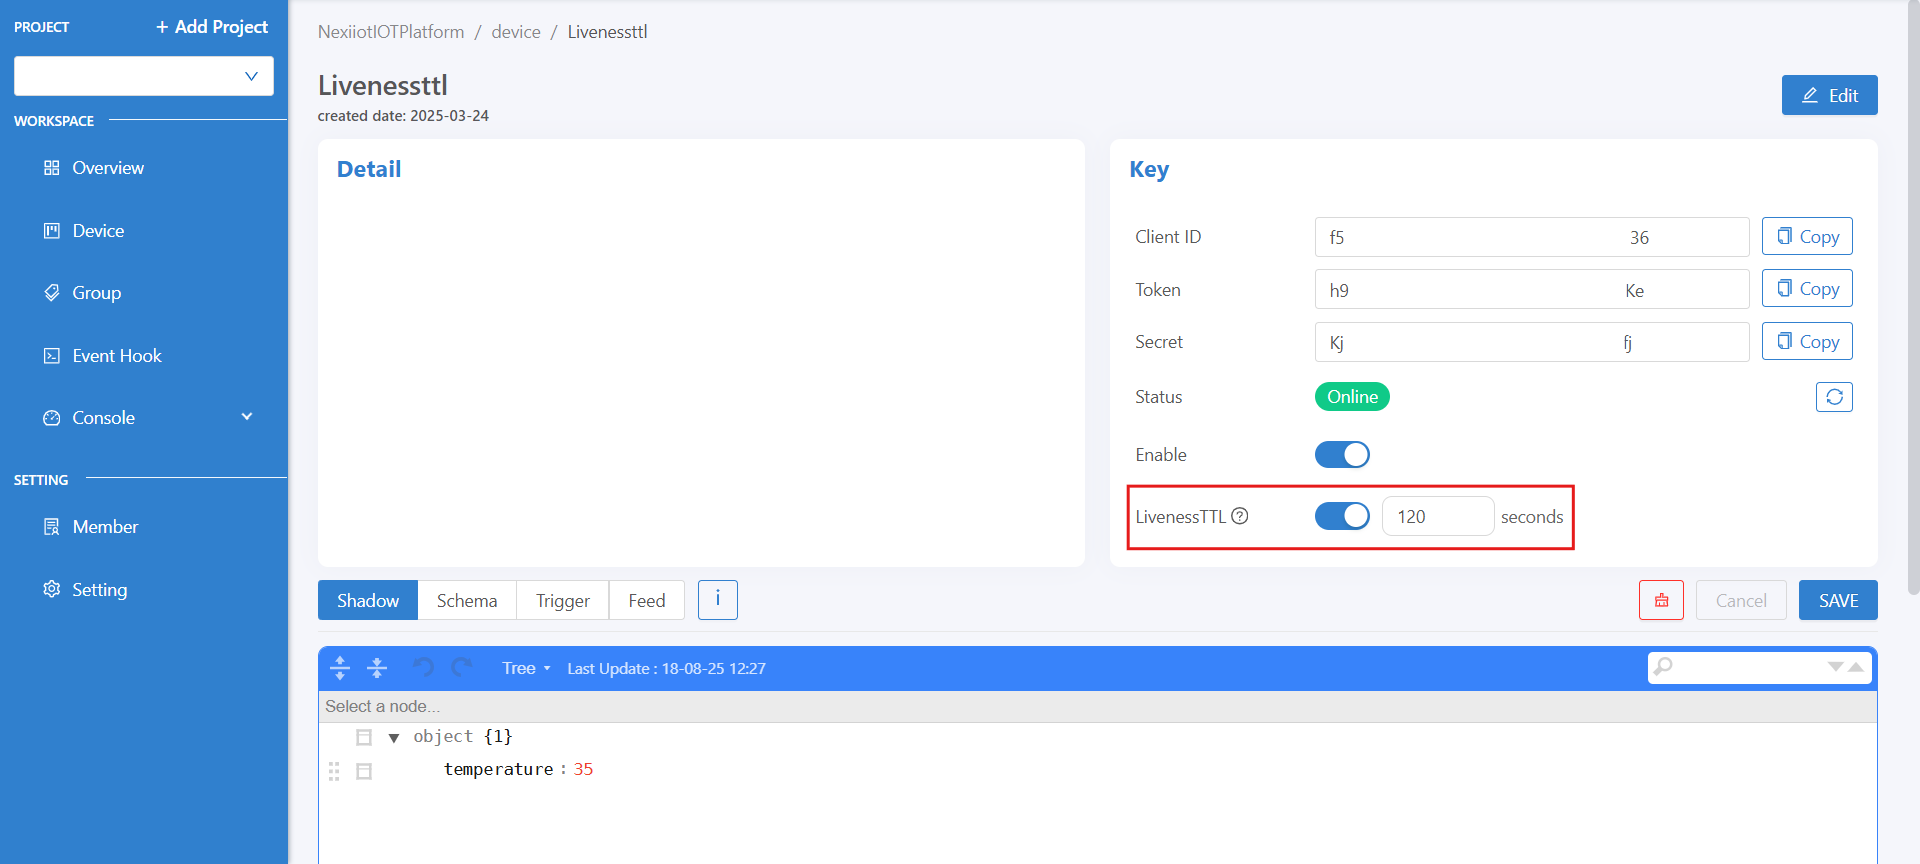 PROJECT
+ Add Project
WORKSPACE
Overview
Device
Group
Event Hook
Console
SETTING
Member
Setting
NexiiotIOTPlatform / device / Livenessttl
Livenessttl
created date: 2025-03-24
Edit
Detail
Key
Client ID f5 36 Copy
Token h9 Ke Copy
Secret Kj fj Copy
Status Online
Enable
LivenessTTL ? 120 seconds
Shadow Schema Trigger Feed i
Cancel SAVE
Tree Last Update : 18-08-25 12:27
Select a node...
object {1}
temperature : 35